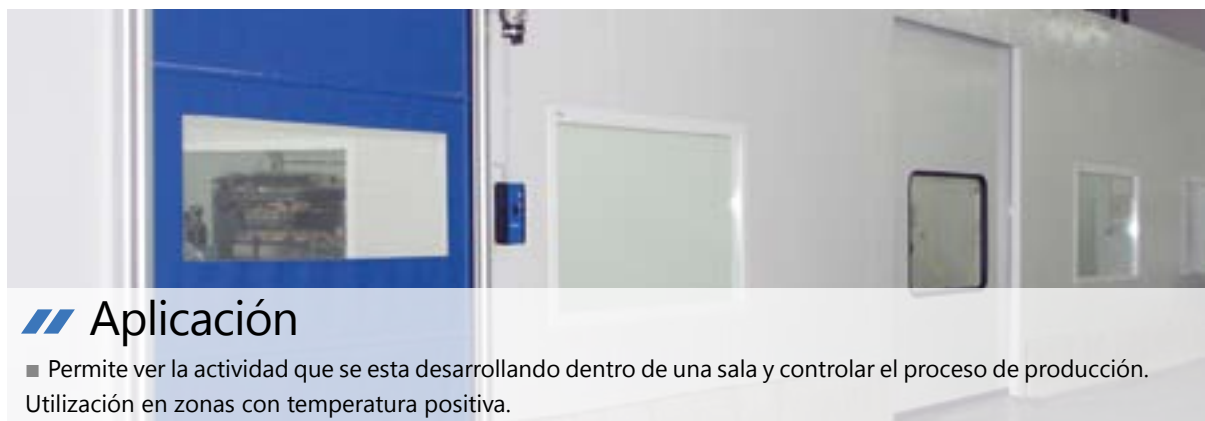 Aplicación
■ Permite ver la actividad que se esta desarrollando dentro de una sala y controlar el proceso de producción.
Utilización en zonas con temperatura positiva.